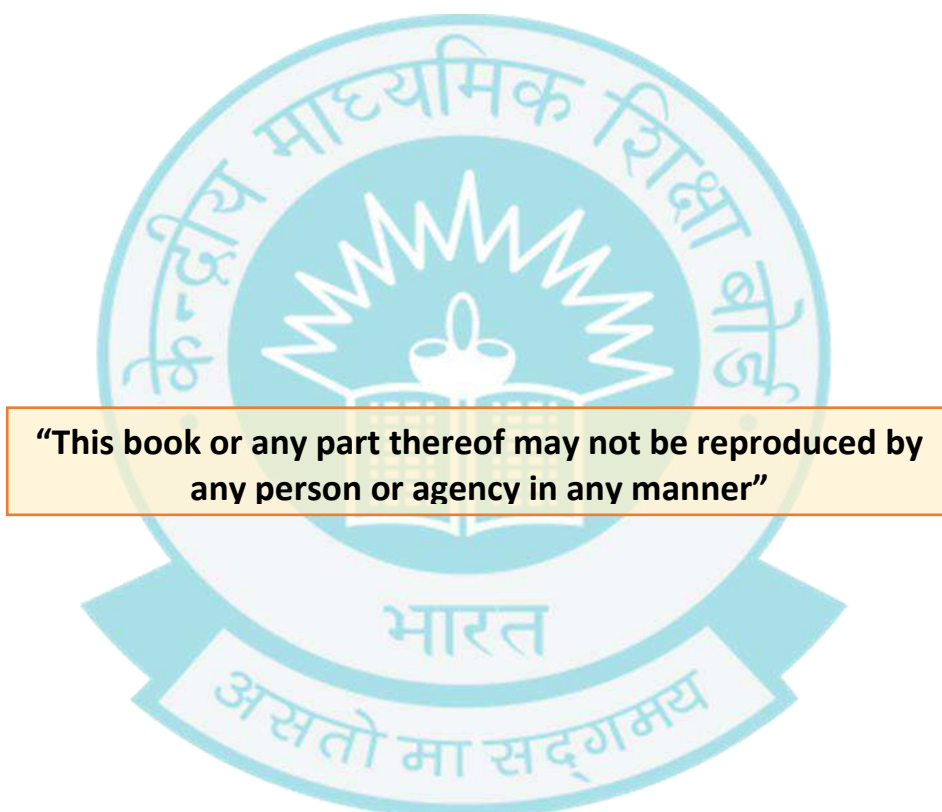 केन्द्रीय माध्यमिक शिक्षा बोर्ड
“This book or any part thereof may not be reproduced by
any person or agency in any manner”
भारत
असतो मा सद्गमय